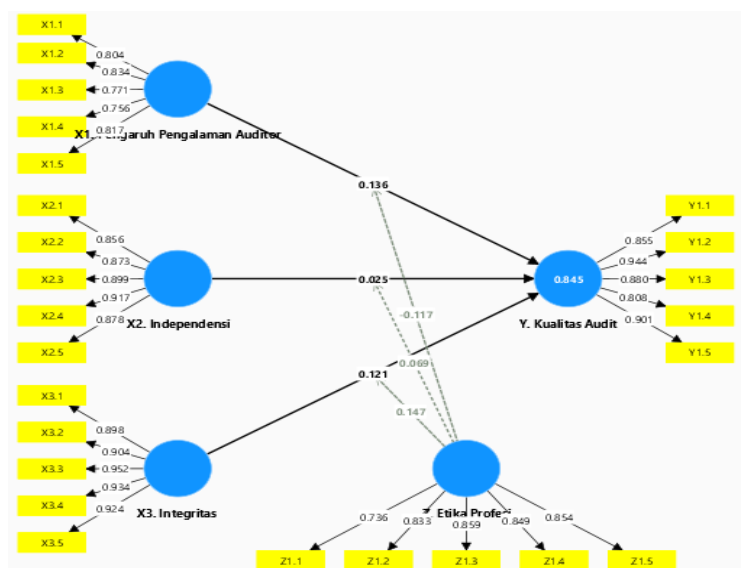 X1.1
X1.2
X1.3
X1.4
X1.5
0.804
0.834
0.771
0.756
0.817
Pengalaman Auditor
0.136
X2.1
X2.2
X2.3
X2.4
X2.5
0.856
0.873
0.899
0.917
0.878
X2. Independensi
0.025
X3.1
X3.2
X3.3
X3.4
X3.5
0.898
0.904
0.952
0.934
0.924
X3. Integritas
0.121
-0.117
0.069
0.147
0.845
Y. Kualitas Audit
0.855
0.944
0.880
0.808
0.901
Y1.1
Y1.2
Y1.3
Y1.4
Y1.5
Etika Profesi
0.736
0.833
0.859
0.849
0.854
Z1.1
Z1.2
Z1.3
Z1.4
Z1.5